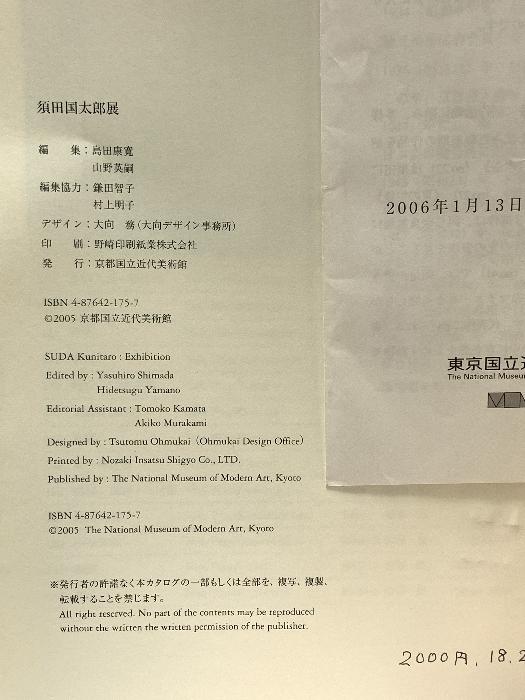 須田国太郎展
編　　集：島田康寛
山野英嗣
編集協力：鎌田智子
村上明子
デザイン：大向　務（大向デザイン事務所）
印　　刷：野崎印刷紙業株式会社
発　　行：京都国立近代美術館
ISBN 4-87642-175-7
©2005 京都国立近代美術館
SUDA Kunitaro : Exhibition
Edited by : Yasuhiro Shimada
Hidetsugu Yamano
Editorial Assistant : Tomoko Kamata
Akiko Murakami
Designed by : Tsutomu Ohmukai（Ohmukai Design Office）
Printed by : Nozaki Insatsu Shigyo Co., LTD.
Published by : The National Museum of Modern Art, Kyoto
ISBN 4-87642-175-7
©2005 The National Museum of Modern Art, Kyoto
※発行者の許諾なく本カタログの一部もしくは全部を、複写、複製、
転載することを禁じます。
All right reserved. No part of the contents may be reproduced
without the written the written permission of the publisher.
2006年1月13日
東京国立
The National Museum
2000円, 18.2